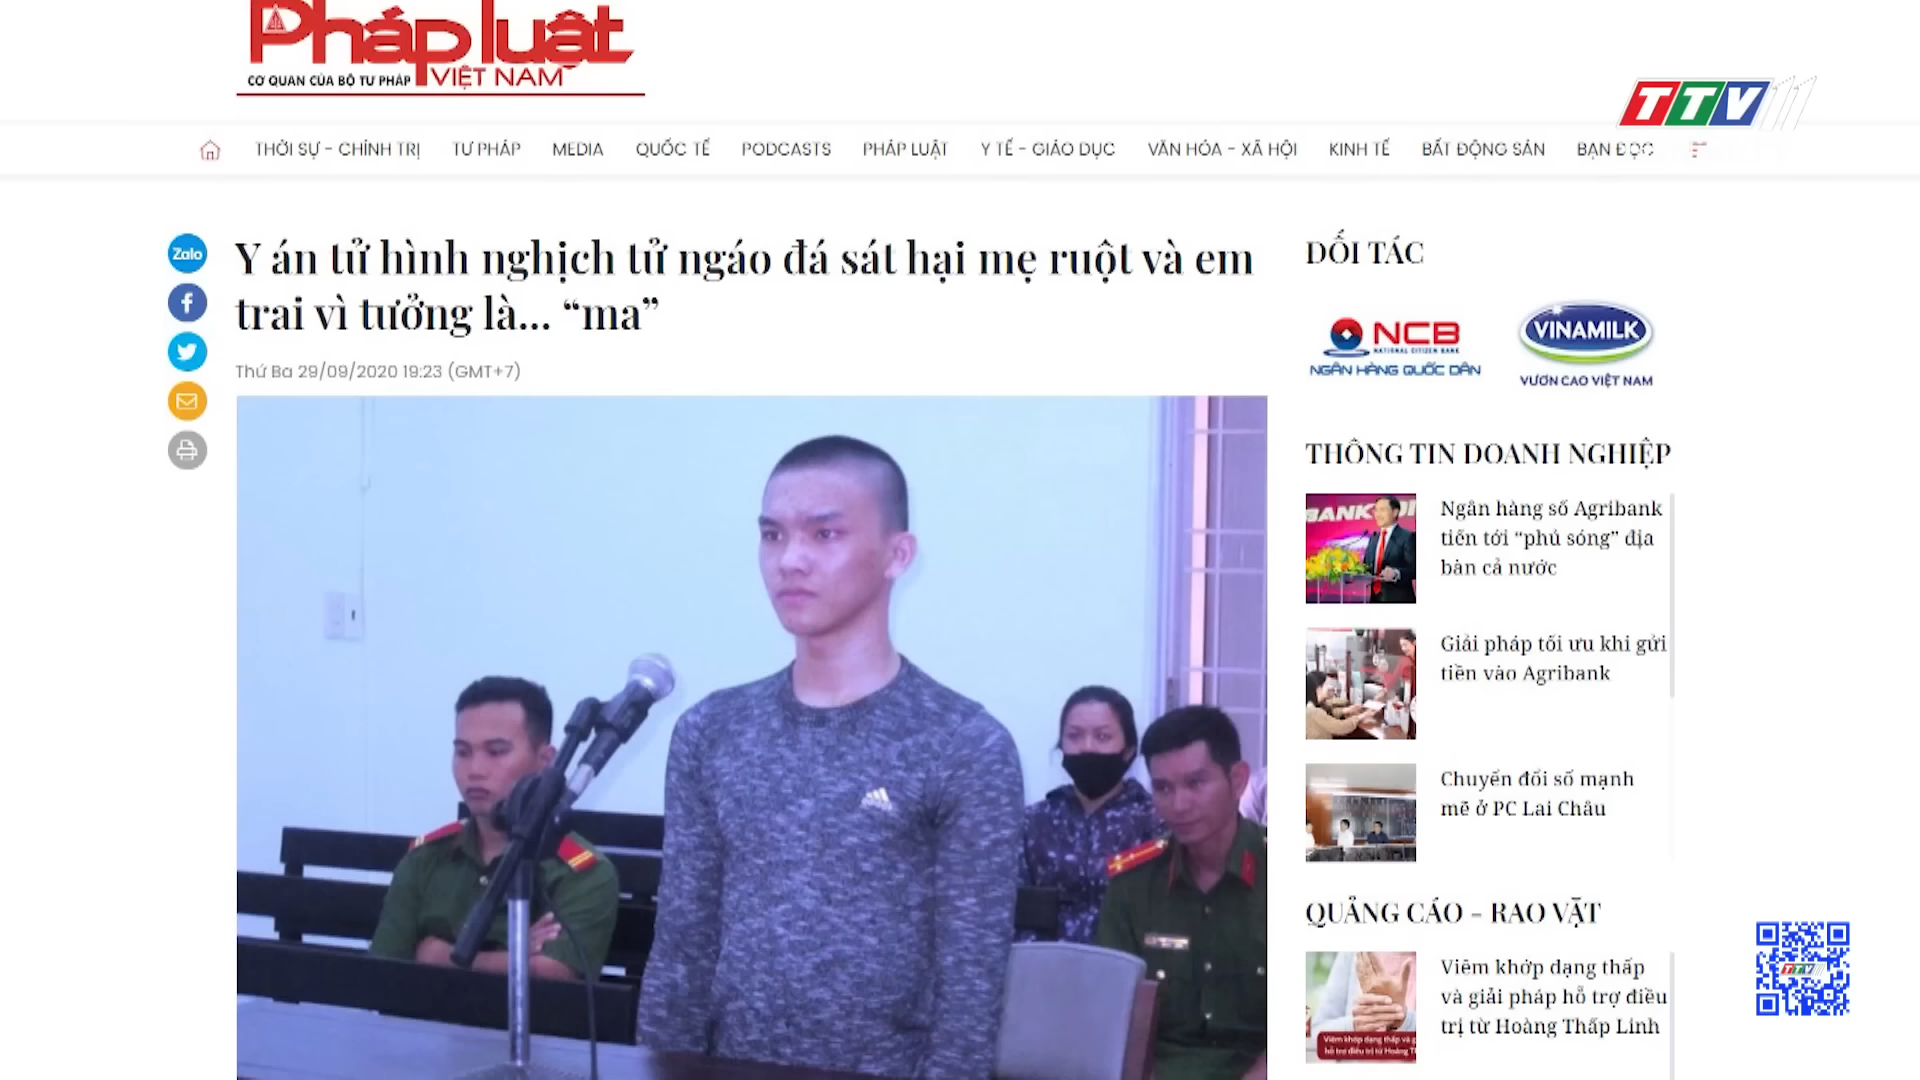 Pháp luật
CƠ QUAN CỦA BỘ TƯ PHÁP VIỆT NAM
TTV11
THỜI SỰ - CHÍNH TRỊ TƯ PHÁP MEDIA QUỐC TẾ PODCASTS PHÁP LUẬT Y TẾ - GIÁO DỤC VĂN HÓA - XÃ HỘI KINH TẾ BẤT ĐỘNG SẢN BẠN ĐỌC
Zalo
Y án tử hình nghịch tử ngáo đá sát hại mẹ ruột và em
trai vì tưởng là... “ma”
Thứ Ba 29/09/2020 19:23 (GMT+7)
ĐỐI TÁC
NCB
NATIONAL CITIZEN BANK
NGÂN HÀNG QUỐC DÂN
VINAMILK
VƯƠN CAO VIỆT NAM
THÔNG TIN DOANH NGHIỆP
Ngân hàng số Agribank
tiến tới “phủ sóng” địa
bàn cả nước
Giải pháp tối ưu khi gửi
tiền vào Agribank
Chuyển đổi số mạnh
mẽ ở PC Lai Châu
QUẢNG CÁO - RAO VẶT
Viêm khớp dạng thấp
và giải pháp hỗ trợ điều
trị từ Hoàng Thấp Linh
TTV